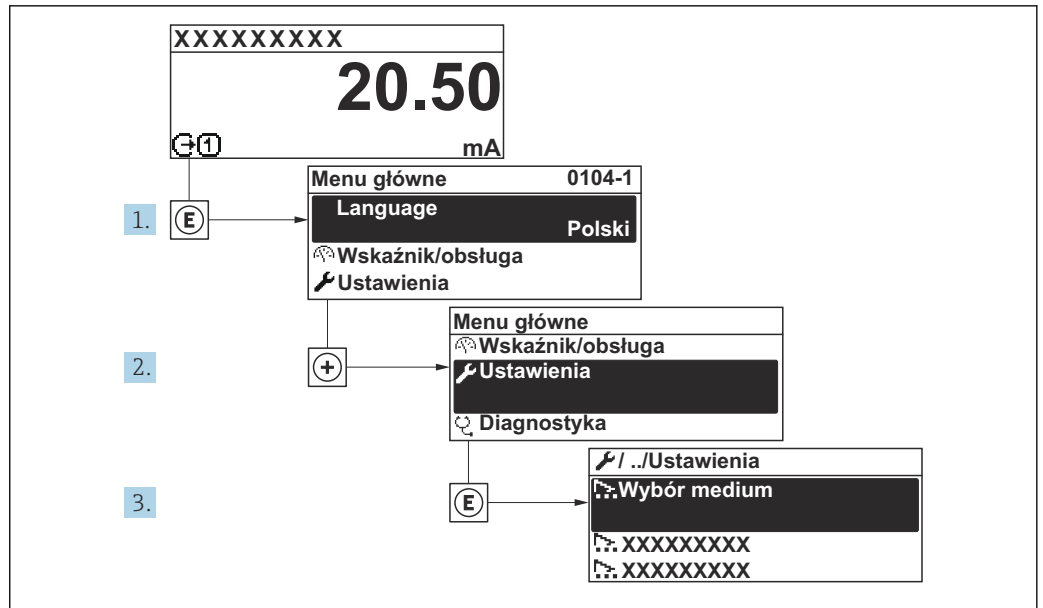 XXXXXXXXX
20.50
mA
1
Menu główne 0104-1
Language
Polski
Wskaźnik/obsługa
Ustawienia
1. E
Menu główne
Wskaźnik/obsługa
Ustawienia
Diagnostyka
2. +
/ ../Ustawienia
Wybór medium
XXXXXXXXX
XXXXXXXXX
3. E